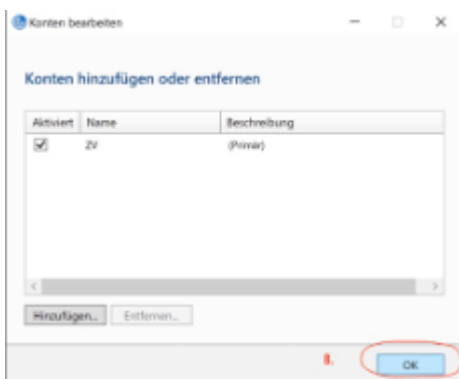 Konten bearbeiten
Konten hinzufügen oder entfernen
Aktiviert Name Beschreibung
ZV (Primär)
Hinzufügen... Entfernen...
8. OK